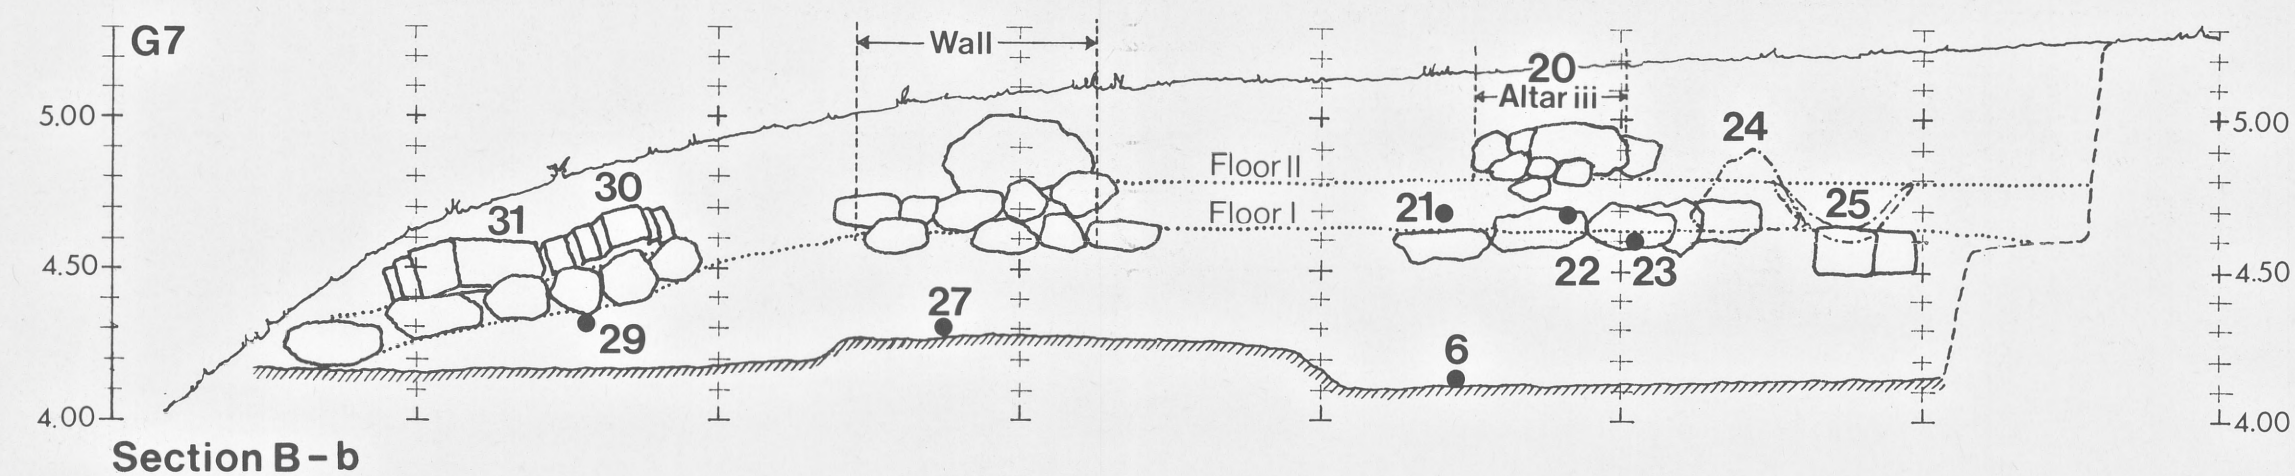 G7
Wall
20
Altar iii
24
5.00
5.00
Floor II
30
31
21
Floor I
25
4.50
4.50
22
23
27
29
6
4.00
4.00
Section B – b